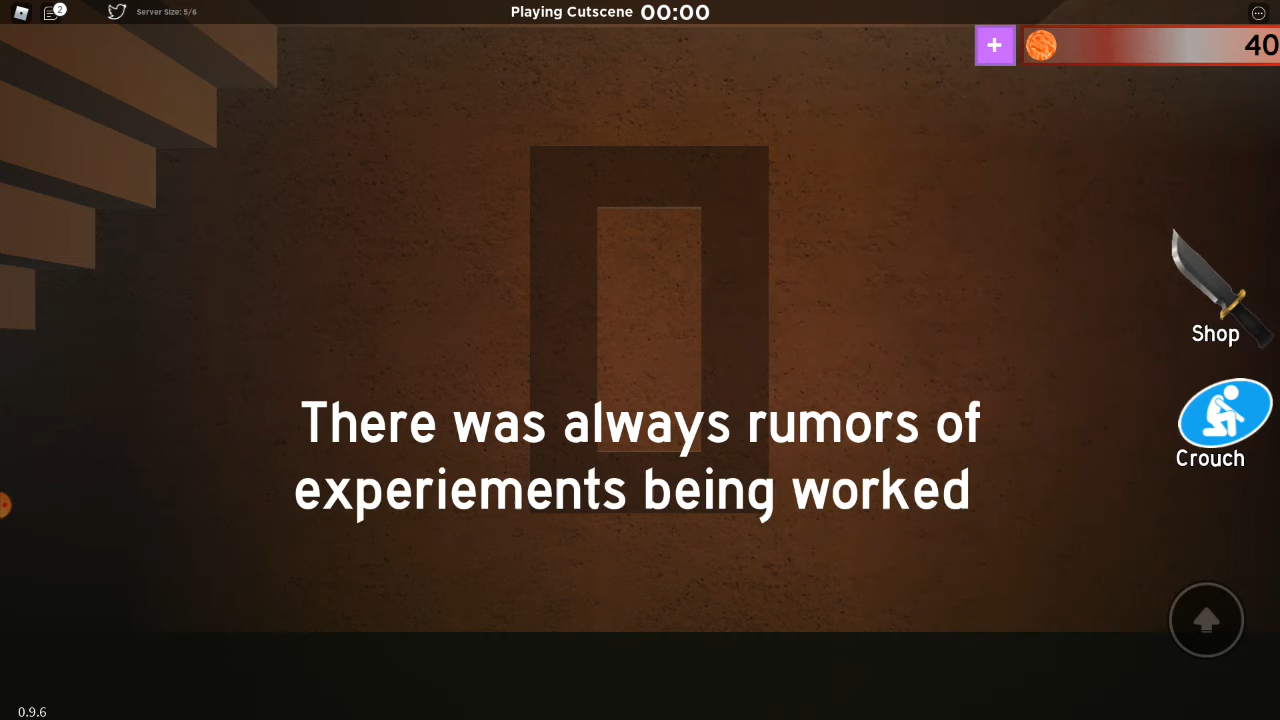 2
Server Size: 5/6
Playing Cutscene 00:00
+
40
Shop
There was always rumors of
experiements being worked
Crouch
0.9.6